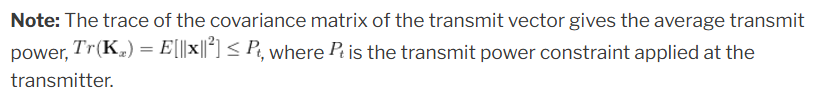 Note: The trace of the covariance matrix of the transmit vector gives the average transmit
power, Tr(𝐊ₓ) = E[‖𝐱‖²] ≤ Pₜ, where Pₜ is the transmit power constraint applied at the
transmitter.